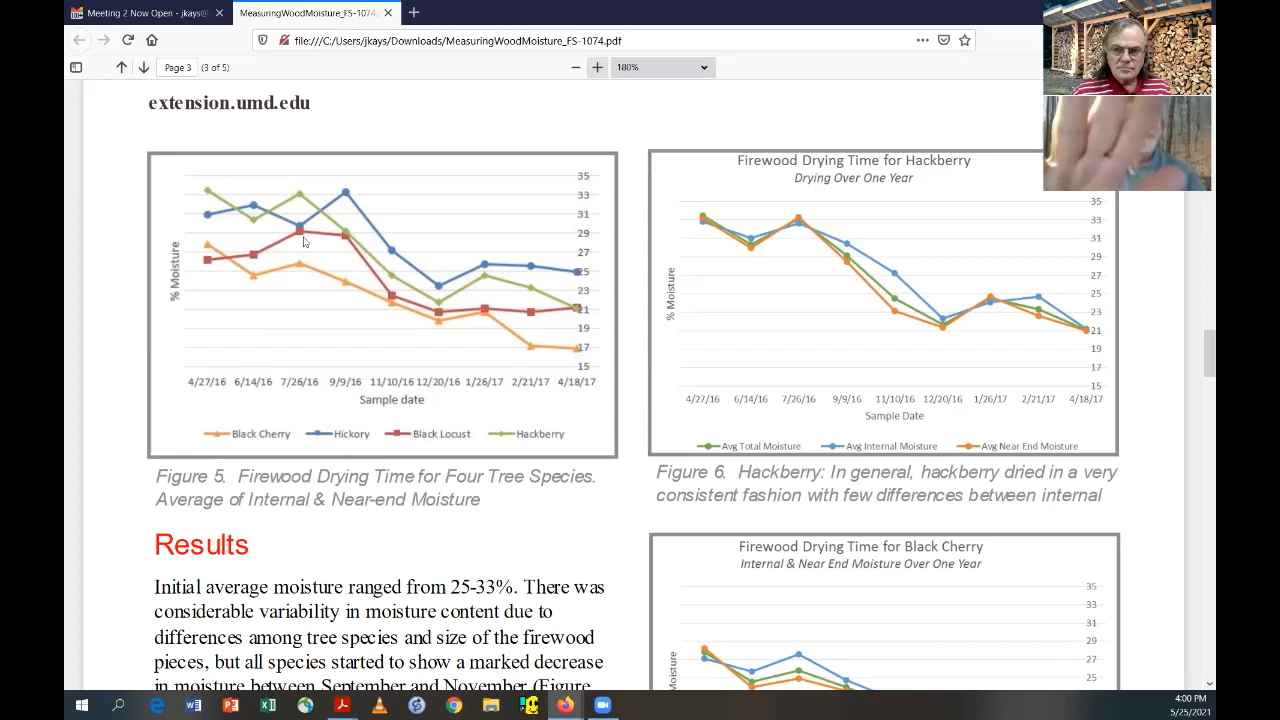 Meeting 2 Now Open - jkays@
MeasuringWoodMoisture_FS-1074.
file:///C:/Users/jkays/Downloads/MeasuringWoodMoisture_FS-1074.pdf
Page 3 (3 of 5)
180%
extension.umd.edu
35
33
31
29
27
25
23
21
19
17
15
% Moisture
4/27/16 6/14/16 7/26/16 9/9/16 11/10/16 12/20/16 1/26/17 2/21/17 4/18/17
Sample date
Black Cherry Hickory Black Locust Hackberry
Figure 5. Firewood Drying Time for Four Tree Species.
Average of Internal & Near-end Moisture
Results
Initial average moisture ranged from 25-33%. There was
considerable variability in moisture content due to
differences among tree species and size of the firewood
pieces, but all species started to show a marked decrease
in moisture between September and November (Figure
Firewood Drying Time for Hackberry
Drying Over One Year
35
33
31
29
27
25
23
21
19
17
15
% Moisture
4/27/16 6/14/16 7/26/16 9/9/16 11/10/16 12/20/16 1/26/17 2/21/17 4/18/17
Sample Date
Avg Total Moisture Avg Internal Moisture Avg Near End Moisture
Figure 6. Hackberry: In general, hackberry dried in a very
consistent fashion with few differences between internal
Firewood Drying Time for Black Cherry
Internal & Near End Moisture Over One Year
35
33
31
29
27
Moisture
4:00 PM
5/25/2021